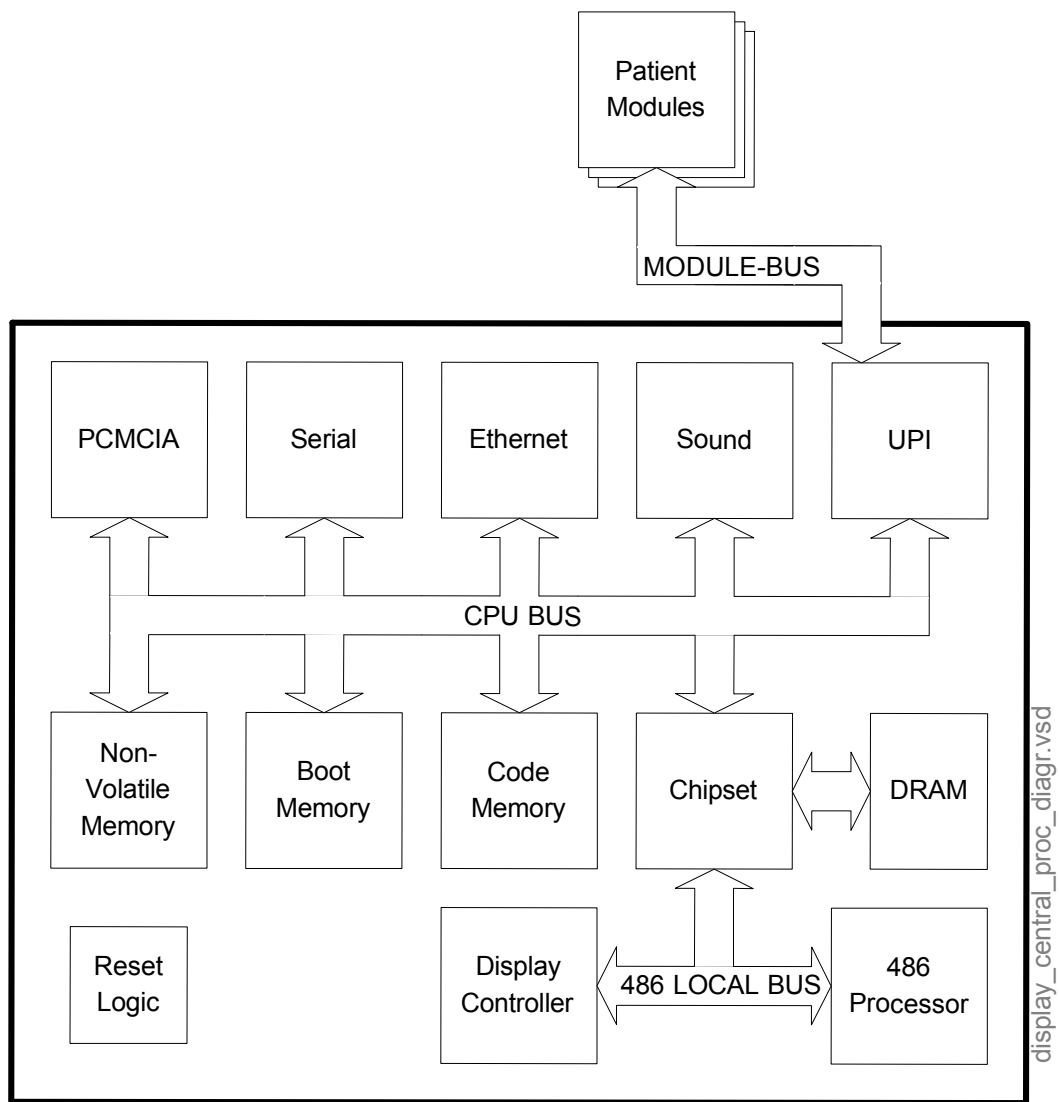 Patient
Modules
MODULE-BUS
PCMCIA
Serial
Ethernet
Sound
UPI
CPU BUS
Non-
Volatile
Memory
Boot
Memory
Code
Memory
Chipset
DRAM
Reset
Logic
Display
Controller
486 LOCAL BUS
486
Processor
display_central_proc_diagr.vsd